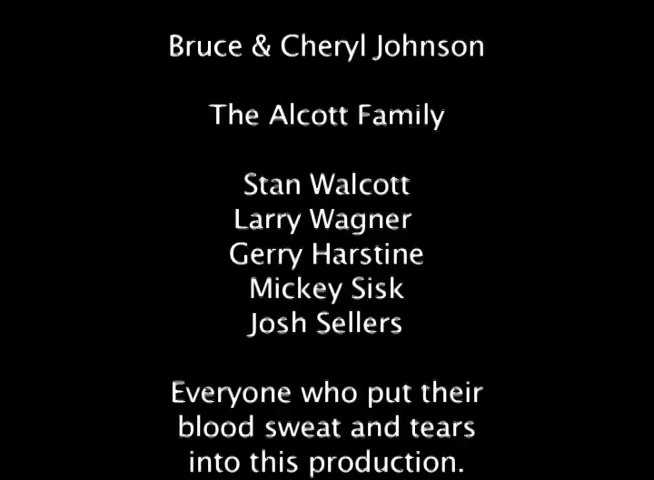 Bruce & Cheryl Johnson
The Alcott Family
Stan Walcott
Larry Wagner
Gerry Harstine
Mickey Sisk
Josh Sellers
Everyone who put their
blood sweat and tears
into this production.